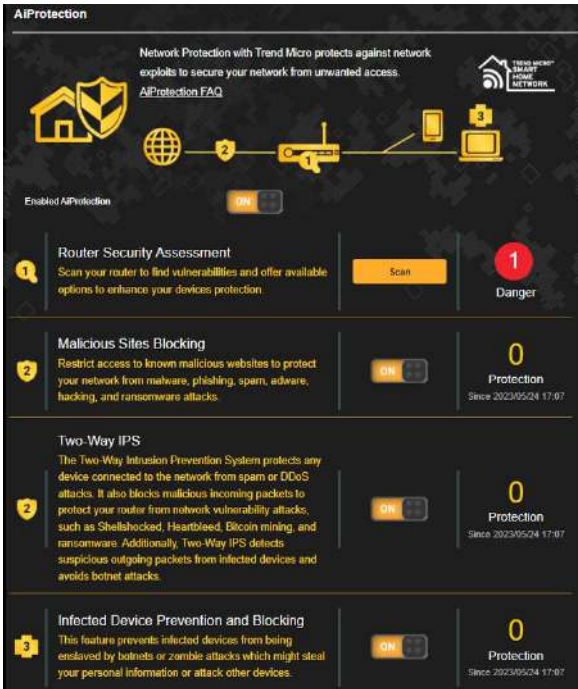 AiProtection
Network Protection with Trend Micro protects against network
exploits to secure your network from unwanted access.
AiProtection FAQ
TREND MICRO™
SMART
HOME
NETWORK
3
2
1
Enabled AiProtection
ON
1
Router Security Assessment
Scan your router to find vulnerabilities and offer available
options to enhance your devices protection.
Scan
1
Danger
2
Malicious Sites Blocking
Restrict access to known malicious websites to protect
your network from malware, phishing, spam, adware,
hacking, and ransomware attacks.
ON
0
Protection
Since 2023/05/24 17:07
2
Two-Way IPS
The Two-Way Intrusion Prevention System protects any
device connected to the network from spam or DDoS
attacks. It also blocks malicious incoming packets to
protect your router from network vulnerability attacks,
such as Shellshocked, Heartbleed, Bitcoin mining, and
ransomware. Additionally, Two-Way IPS detects
suspicious outgoing packets from infected devices and
avoids botnet attacks.
ON
0
Protection
Since 2023/05/24 17:07
3
Infected Device Prevention and Blocking
This feature prevents infected devices from being
enslaved by botnets or zombie attacks which might steal
your personal information or attack other devices.
ON
0
Protection
Since 2023/05/24 17:07